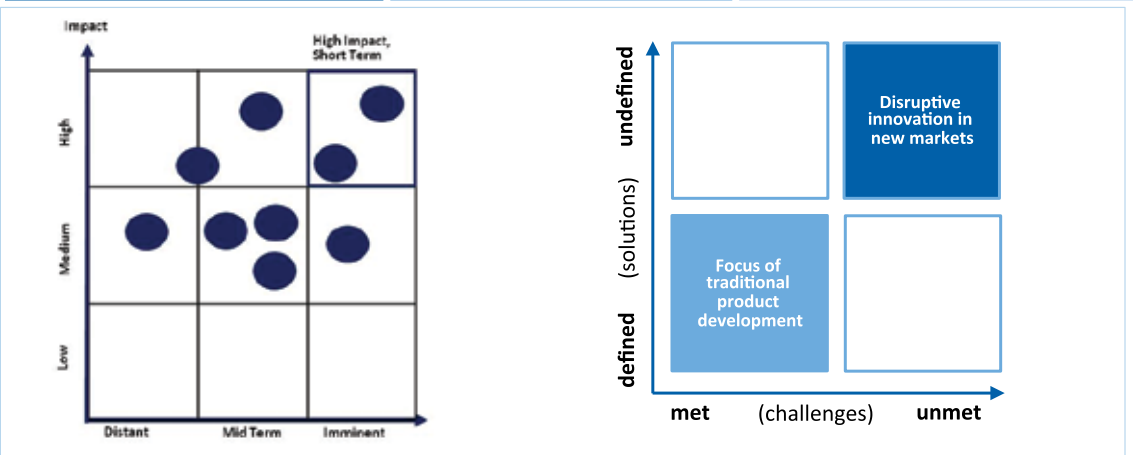 Impact
High Impact,
Short Term
High
Medium
Low
Distant
Mid Term
Imminent
undefined
(solutions)
defined
Disruptive
innovation in
new markets
Focus of
traditional
product
development
met
(challenges)
unmet